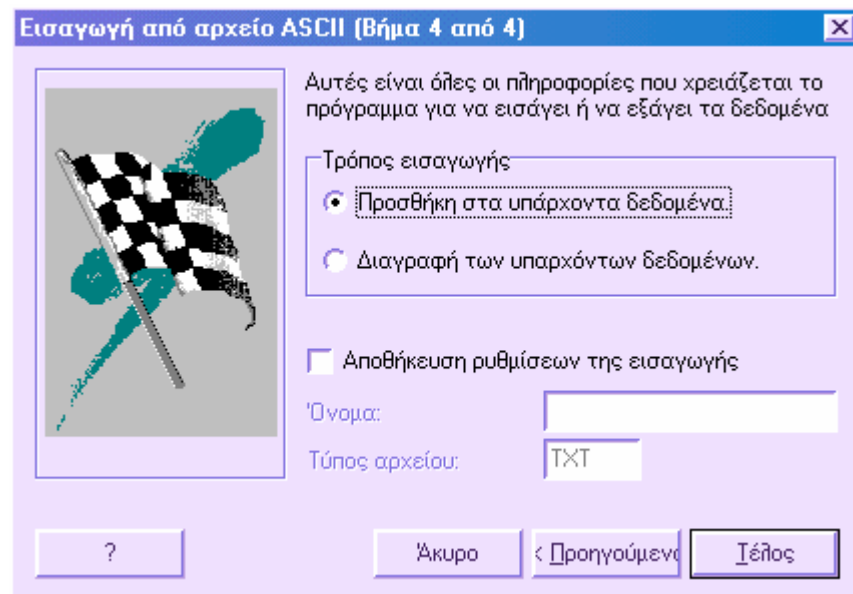 Εισαγωγή από αρχείο ASCII (Βήμα 4 από 4)
Αυτές είναι όλες οι πληροφορίες που χρειάζεται το
πρόγραμμα για να εισάγει ή να εξάγει τα δεδομένα
Τρόπος εισαγωγής
Προσθήκη στα υπάρχοντα δεδομένα.
Διαγραφή των υπαρχόντων δεδομένων.
Αποθήκευση ρυθμίσεων της εισαγωγής
Όνομα:
Τύπος αρχείου: TXT
? Άκυρο < Προηγούμενο Τέλος